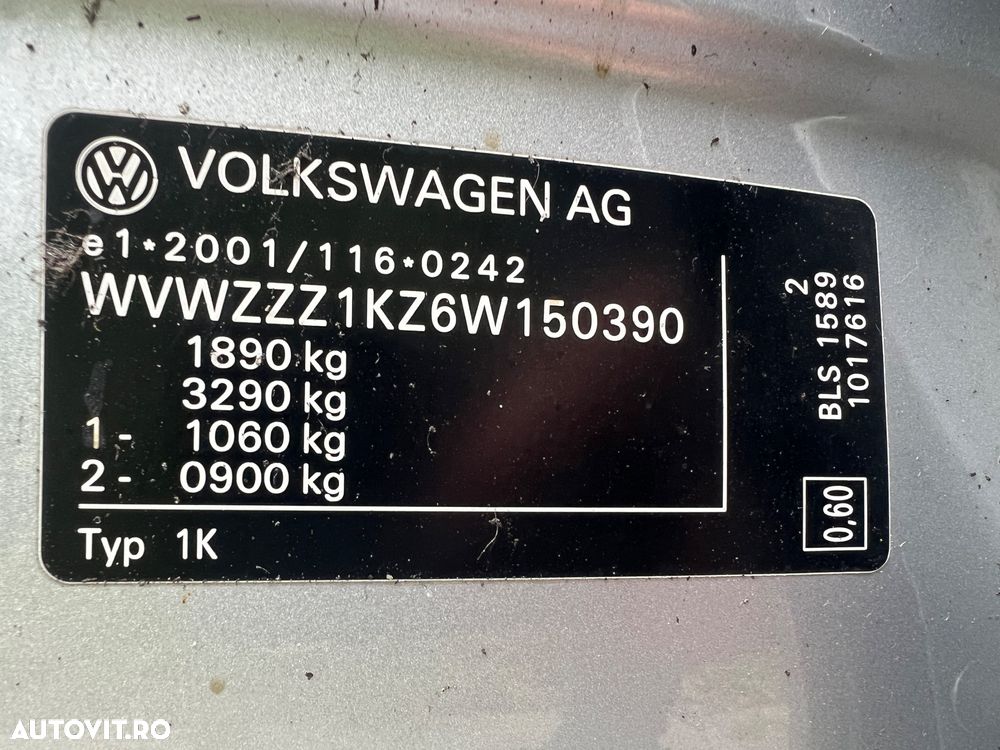 VOLKSWAGEN AG
e1*2001/116*0242
WVWZZZ1KZ6W150390
1890 kg
3290 kg
1- 1060 kg
2- 0900 kg
Typ 1K
2
BLS 1589
1017616
0,60
AUTOVIT.RO